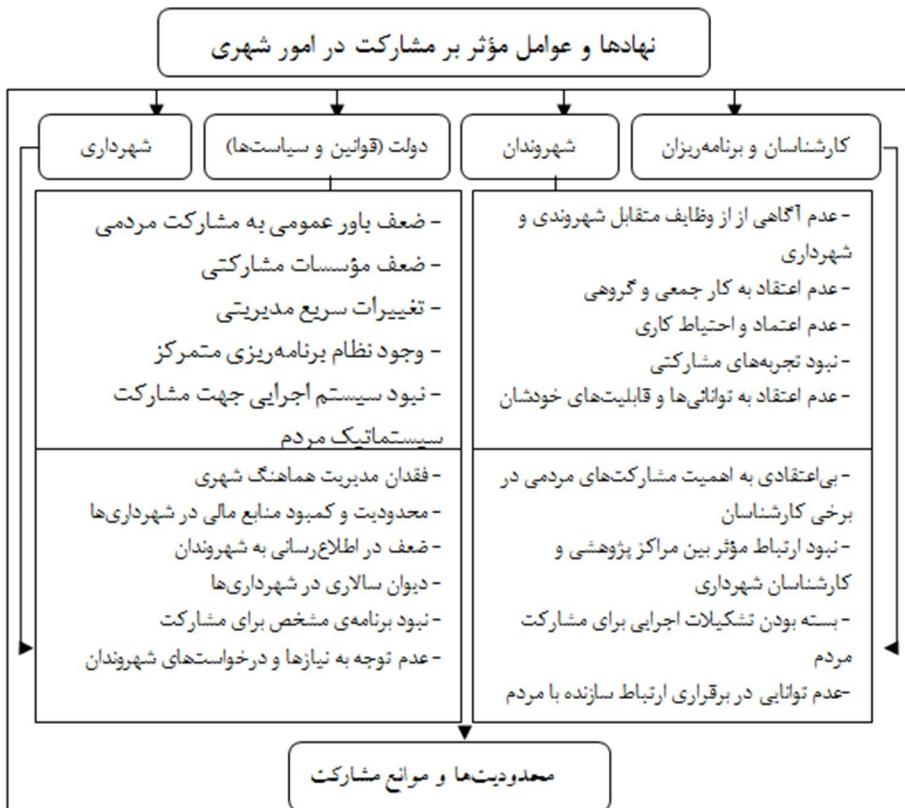 نهادها و عوامل مؤثر بر مشارکت در امور شهری
کارشناسان و برنامه‌ریزان
شهروندان
دولت (قوانین و سیاست‌ها)
شهرداری
- عدم آگاهی از از وظایف متقابل شهروندی و
شهرداری
- عدم اعتقاد به کار جمعی و گروهی
- عدم اعتماد و احتیاط کاری
- نبود تجربه‌های مشارکتی
- عدم اعتقاد به توانائی‌ها و قابلیت‌های خودشان
- ضعف باور عمومی به مشارکت مردمی
- ضعف مؤسسات مشارکتی
- تغییرات سریع مدیریتی
- وجود نظام برنامه‌ریزی متمرکز
- نبود سیستم اجرایی جهت مشارکت
سیستماتیک مردم
- بی‌اعتقادی به اهمیت مشارکت‌های مردمی در
برخی کارشناسان
- نبود ارتباط مؤثر بین مراکز پژوهشی و
کارشناسان شهرداری
- بسته بودن تشکیلات اجرایی برای مشارکت
مردم
-عدم توانایی در برقراری ارتباط سازنده با مردم
- فقدان مدیریت هماهنگ شهری
- محدودیت و کمبود منابع مالی در شهرداری‌ها
- ضعف در اطلاع‌رسانی به شهروندان
- دیوان سالاری در شهرداری‌ها
- نبود برنامه‌ی مشخص برای مشارکت
- عدم توجه به نیازها و درخواست‌های شهروندان
محدودیت‌ها و موانع مشارکت